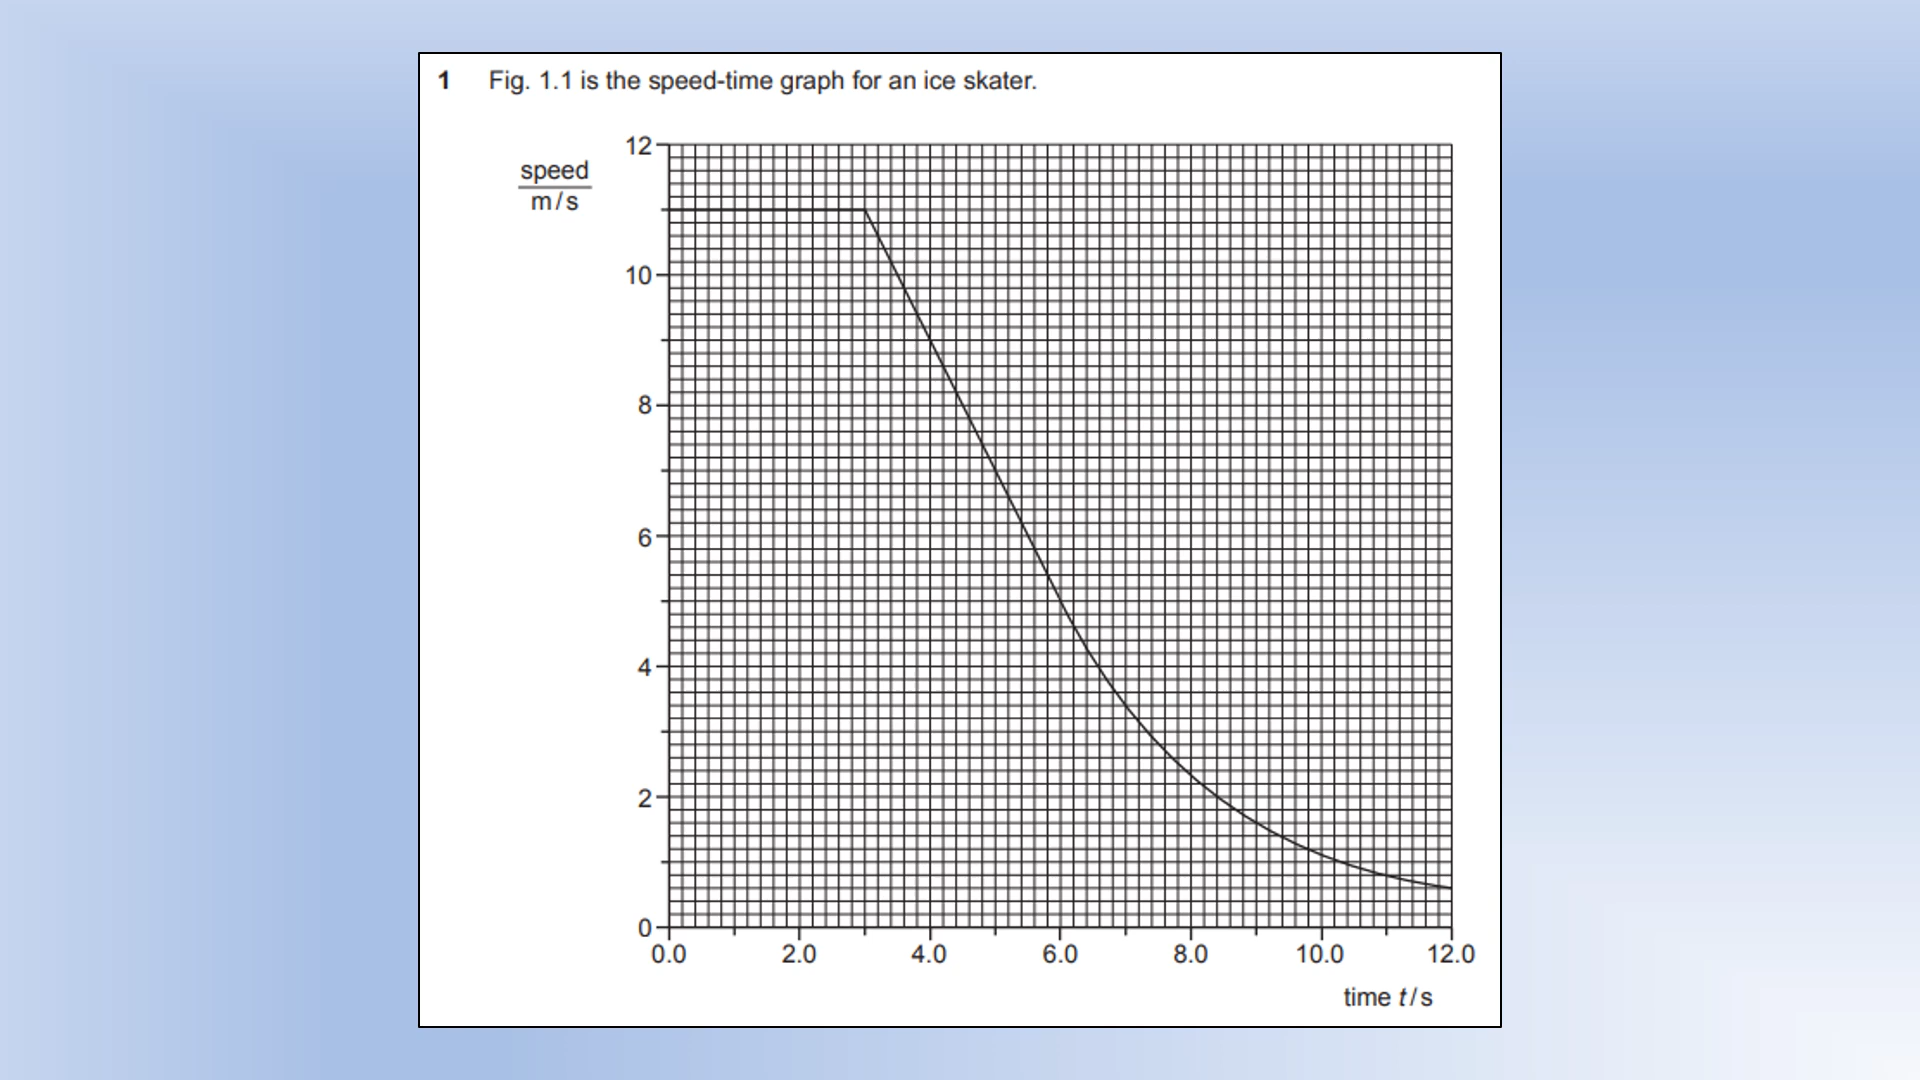 1 Fig. 1.1 is the speed-time graph for an ice skater.
12
speed
m/s
10
8
6
4
2
0
0.0 2.0 4.0 6.0 8.0 10.0 12.0
time t/s